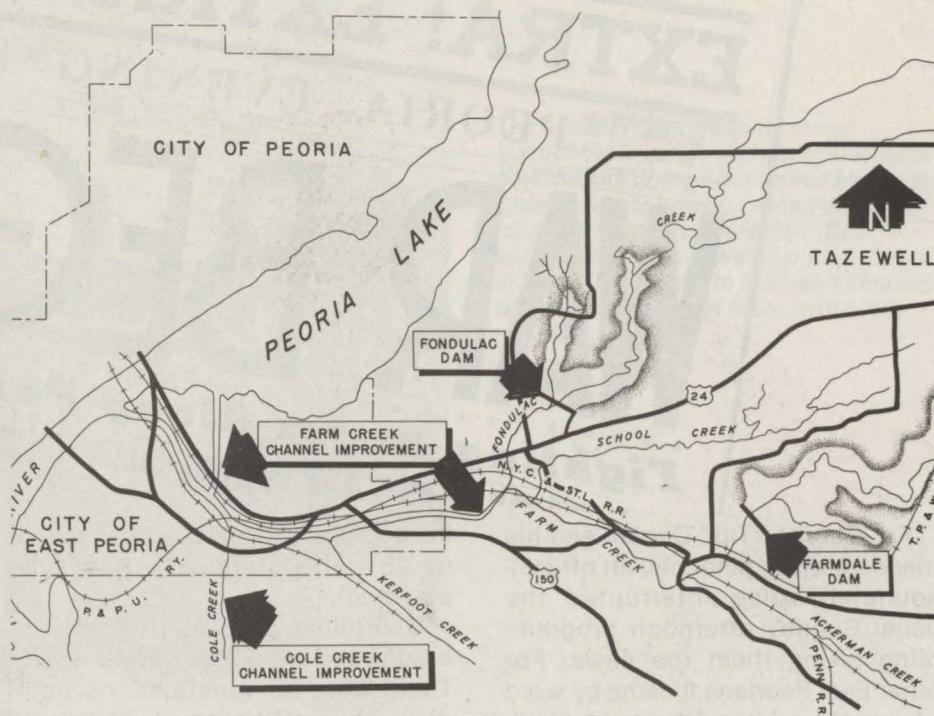 EXTRA!
CITY OF PEORIA
PEORIA LAKE
CREEK
N
TAZEWELL
FONDULAC
DAM
24
FONDULAC
SCHOOL CREEK
FARM CREEK
CHANNEL IMPROVEMENT
N.Y.C. & ST.L. R.R.
FARM CREEK
T. P. & W.
RIVER
CITY OF
EAST PEORIA
P. & P. U. RY.
150
FARMDALE
DAM
KERFOOT CREEK
COLE CREEK
COLE CREEK
CHANNEL IMPROVEMENT
ACKERMAN CREEK
PENN. R.R.